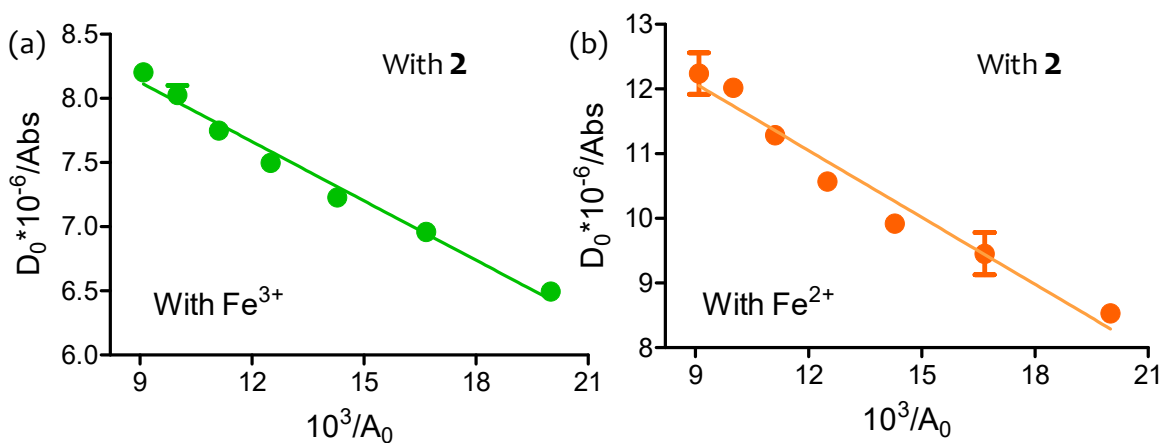 (a)
With 2
D₀*10⁻⁶/Abs
8.5
8.0
7.5
7.0
6.5
6.0
With Fe³⁺
9 12 15 18 21
10³/A₀
(b)
With 2
D₀*10⁻⁶/Abs
13
12
11
10
9
8
With Fe²⁺
9 12 15 18 21
10³/A₀